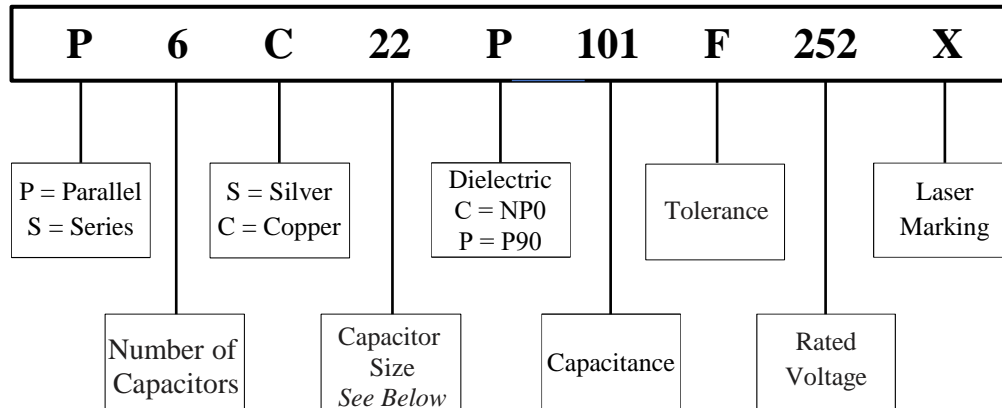 P 6 C 22 P 101 F 252 X
P = Parallel
S = Series
S = Silver
C = Copper
Dielectric
C = NP0
P = P90
Tolerance
Laser
Marking
Number of
Capacitors
Capacitor
Size
See Below
Capacitance
Rated
Voltage